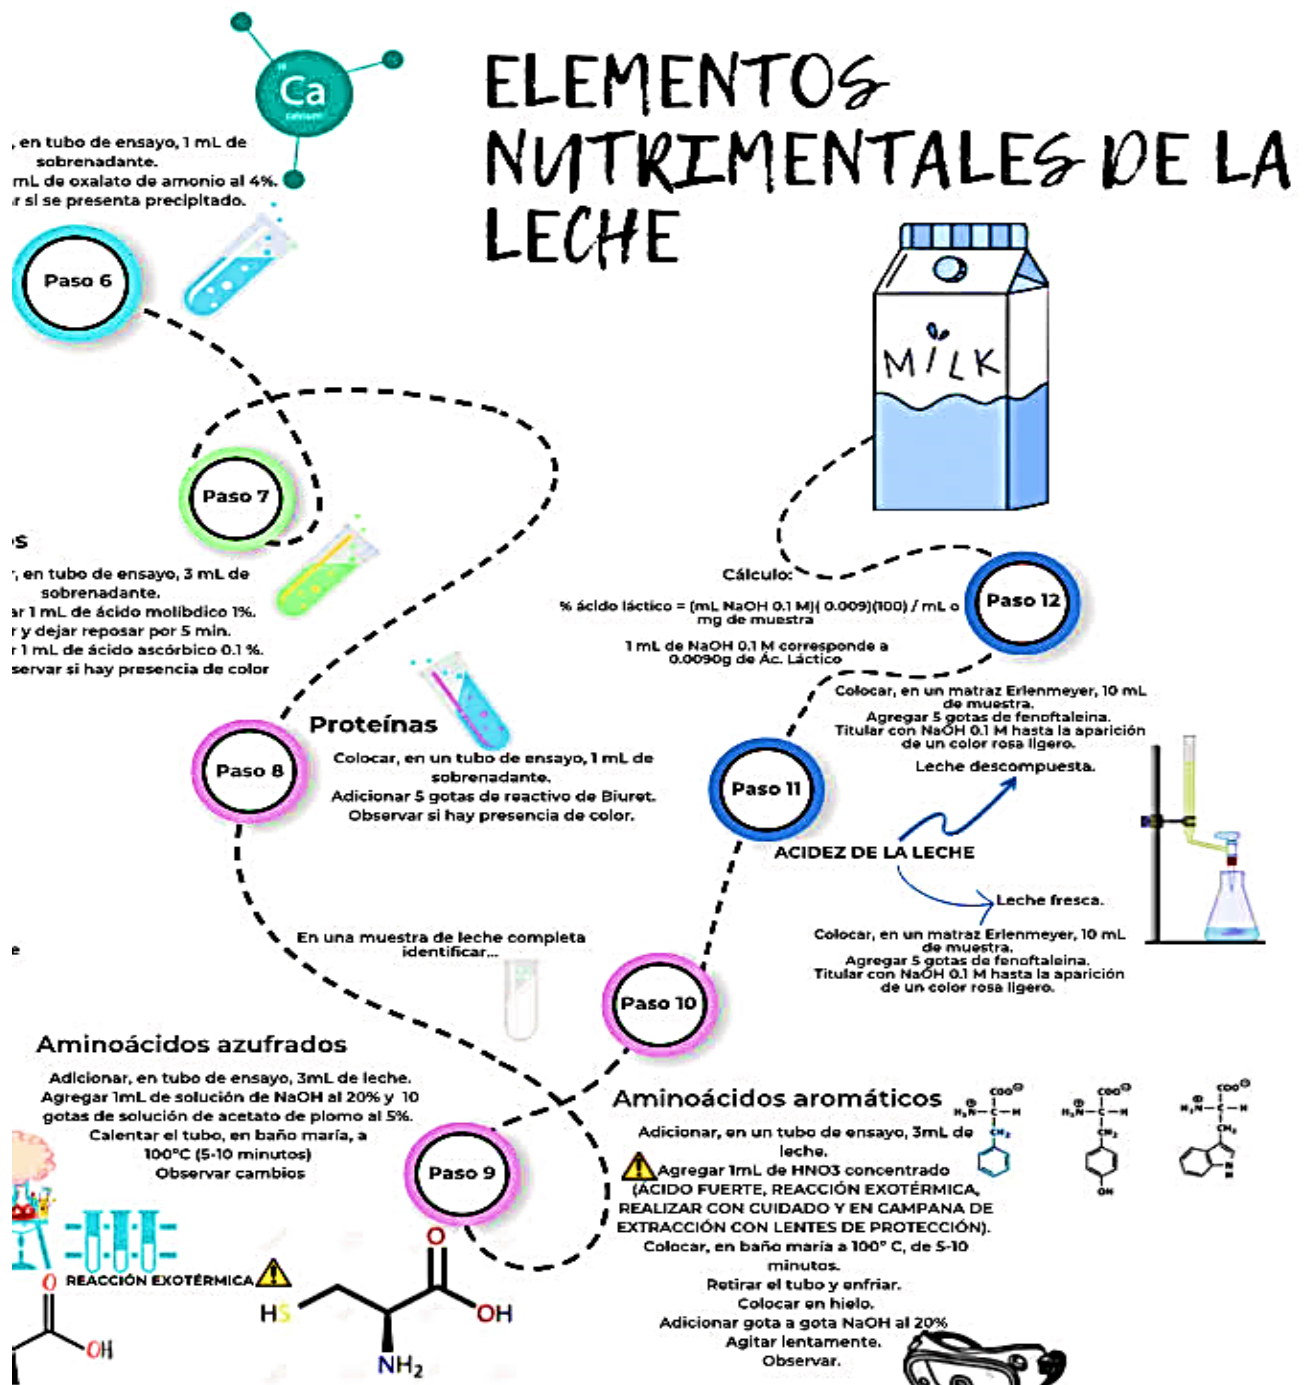 ELEMENTOS
NUTRIMENTALES DE LA
LECHE
Ca
calcium
, en tubo de ensayo, 1 mL de
sobrenadante.
mL de oxalato de amonio al 4%.
si se presenta precipitado.
Paso 6
MILK
Paso 7
s
, en tubo de ensayo, 3 mL de
sobrenadante.
ar 1 mL de ácido molíbdico 1%.
r y dejar reposar por 5 min.
r 1 mL de ácido ascórbico 0.1 %.
servar si hay presencia de color
Paso 8
Proteínas
Colocar, en un tubo de ensayo, 1 mL de
sobrenadante.
Adicionar 5 gotas de reactivo de Biuret.
Observar si hay presencia de color.
Cálculo:
% ácido láctico = (mL NaOH 0.1 M)( 0.009)(100) / mL o
mg de muestra
1 mL de NaOH 0.1 M corresponde a
0.0090g de Ác. Láctico
Paso 12
Colocar, en un matraz Erlenmeyer, 10 mL
de muestra.
Agregar 5 gotas de fenoftaleina.
Titular con NaOH 0.1 M hasta la aparición
de un color rosa ligero.
Leche descompuesta.
Paso 11
ACIDEZ DE LA LECHE
Leche fresca.
Colocar, en un matraz Erlenmeyer, 10 mL
de muestra.
Agregar 5 gotas de fenoftaleina.
Titular con NaOH 0.1 M hasta la aparición
de un color rosa ligero.
e
En una muestra de leche completa
identificar...
Paso 10
Aminoácidos azufrados
Adicionar, en tubo de ensayo, 3mL de leche.
Agregar 1mL de solución de NaOH al 20% y 10
gotas de solución de acetato de plomo al 5%.
Calentar el tubo, en baño maría, a
100°C (5-10 minutos)
Observar cambios
Paso 9
REACCIÓN EXOTÉRMICA
O
OH
HS
O
OH
NH₂
Aminoácidos aromáticos
Adicionar, en un tubo de ensayo, 3mL de
leche.
Agregar 1mL de HNO3 concentrado
(ÁCIDO FUERTE, REACCIÓN EXOTÉRMICA,
REALIZAR CON CUIDADO Y EN CAMPANA DE
EXTRACCIÓN CON LENTES DE PROTECCIÓN).
Colocar, en baño maría a 100° C, de 5-10
minutos.
Retirar el tubo y enfriar.
Colocar en hielo.
Adicionar gota a gota NaOH al 20%
Agitar lentamente.
Observar.
COO⊖
H₃N⊕–C–H
CH₂
COO⊖
H₃N⊕–C–H
CH₂
OH
COO⊖
H₃N⊕–C–H
CH₂